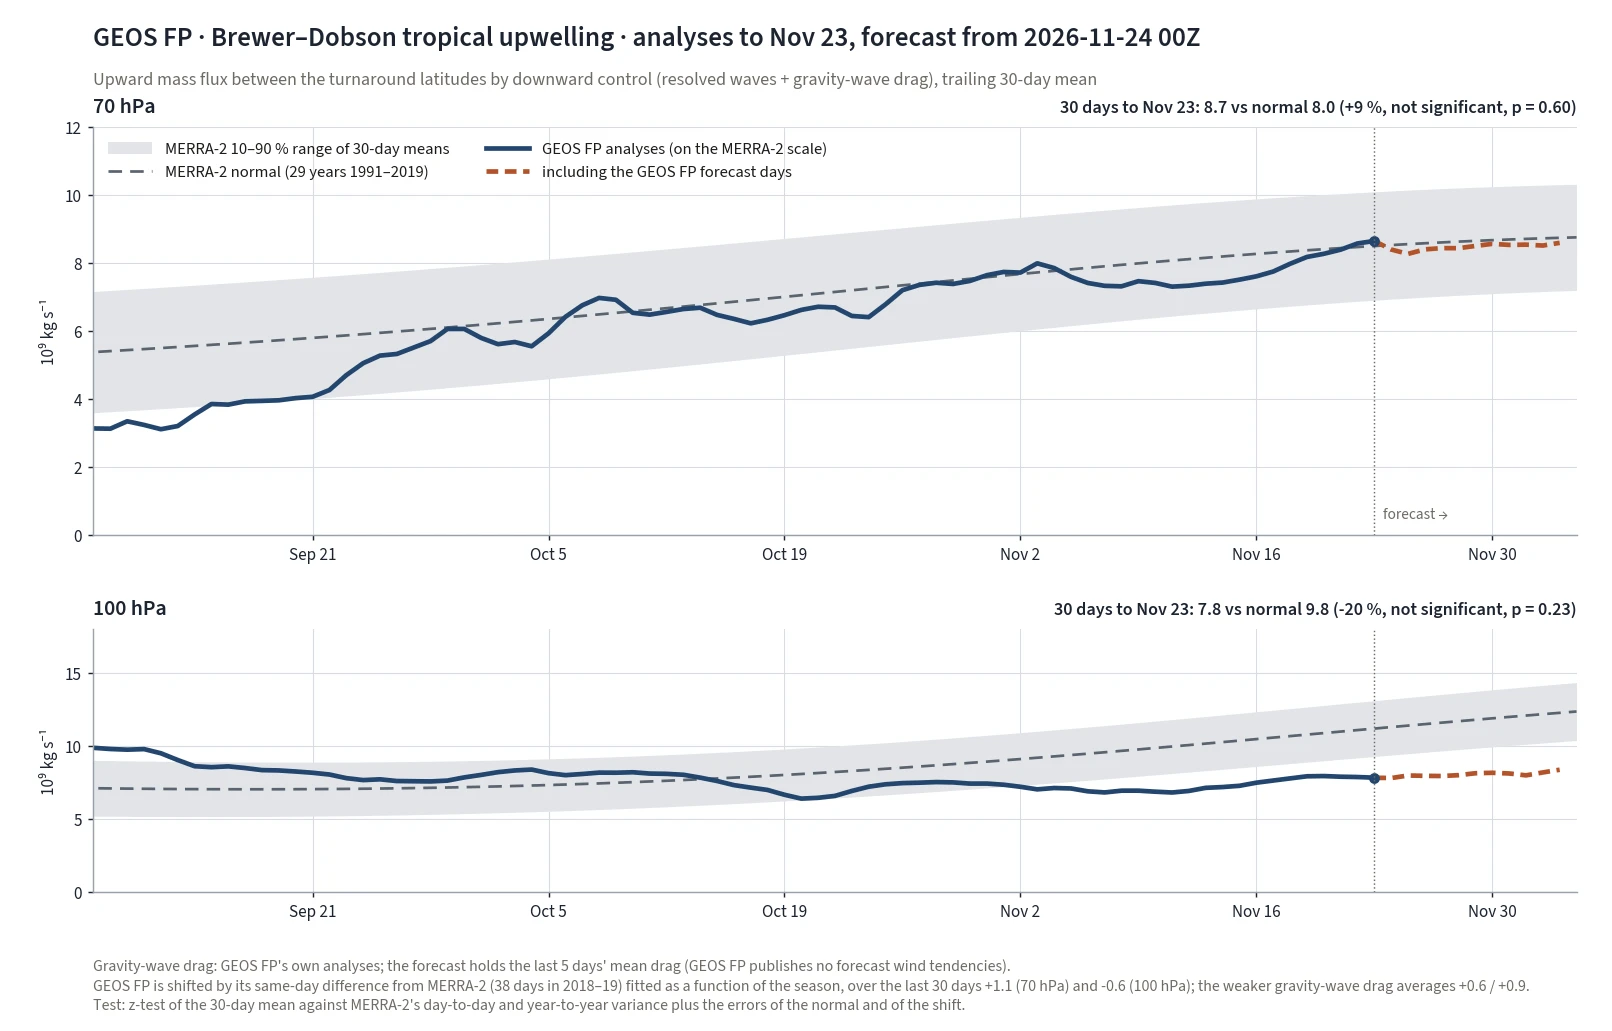 GEOS FP · Brewer–Dobson tropical upwelling · analyses to Nov 23, forecast from 2026-11-24 00Z
Upward mass flux between the turnaround latitudes by downward control (resolved waves + gravity-wave drag), trailing 30-day mean
70 hPa
30 days to Nov 23: 8.7 vs normal 8.0 (+9 %, not significant, p = 0.60)
MERRA-2 10–90 % range of 30-day means
MERRA-2 normal (29 years 1991–2019)
GEOS FP analyses (on the MERRA-2 scale)
including the GEOS FP forecast days
12
10
8
6
4
2
0
10⁹ kg s⁻¹
forecast →
Sep 21
Oct 5
Oct 19
Nov 2
Nov 16
Nov 30
100 hPa
30 days to Nov 23: 7.8 vs normal 9.8 (-20 %, not significant, p = 0.23)
15
10
5
0
10⁹ kg s⁻¹
Sep 21
Oct 5
Oct 19
Nov 2
Nov 16
Nov 30
Gravity-wave drag: GEOS FP's own analyses; the forecast holds the last 5 days' mean drag (GEOS FP publishes no forecast wind tendencies).
GEOS FP is shifted by its same-day difference from MERRA-2 (38 days in 2018–19) fitted as a function of the season, over the last 30 days +1.1 (70 hPa) and -0.6 (100 hPa); the weaker gravity-wave drag averages +0.6 / +0.9.
Test: z-test of the 30-day mean against MERRA-2's day-to-day and year-to-year variance plus the errors of the normal and of the shift.